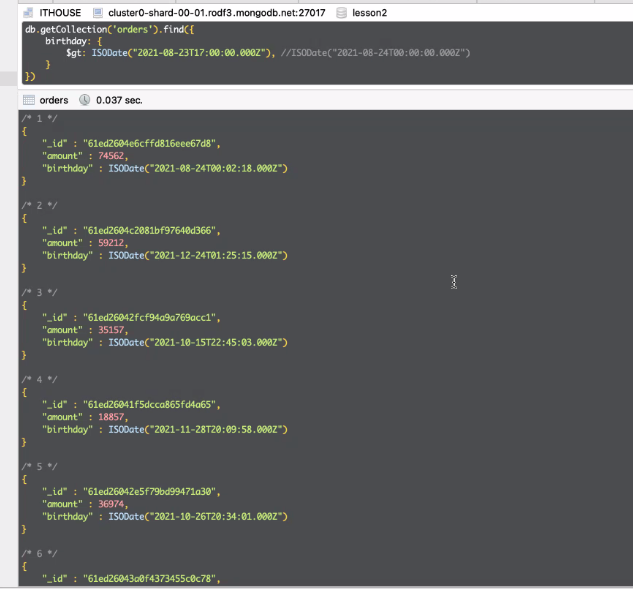 ITHOUSE cluster0-shard-00-01.rodf3.mongodb.net:27017 lesson2
db.getCollection('orders').find({
    birthday: {
        $gt: ISODate("2021-08-23T17:00:00.000Z"), //ISODate("2021-08-24T00:00:00.000Z")
    }
})
orders 0.037 sec.
/* 1 */
{
    "_id" : "61ed2604e6cffd816eee67d8",
    "amount" : 74562,
    "birthday" : ISODate("2021-08-24T00:02:18.000Z")
}
/* 2 */
{
    "_id" : "61ed2604c2081bf97640d366",
    "amount" : 59212,
    "birthday" : ISODate("2021-12-24T01:25:15.000Z")
}
/* 3 */
{
    "_id" : "61ed26042fcf94a9a769acc1",
    "amount" : 35157,
    "birthday" : ISODate("2021-10-15T22:45:03.000Z")
}
/* 4 */
{
    "_id" : "61ed26041f5dcca865fd4a65",
    "amount" : 18857,
    "birthday" : ISODate("2021-11-28T20:09:58.000Z")
}
/* 5 */
{
    "_id" : "61ed26042e5f79bd99471a30",
    "amount" : 36974,
    "birthday" : ISODate("2021-10-26T20:34:01.000Z")
}
/* 6 */
{
    "_id" : "61ed26043a0f4373455c0c78",